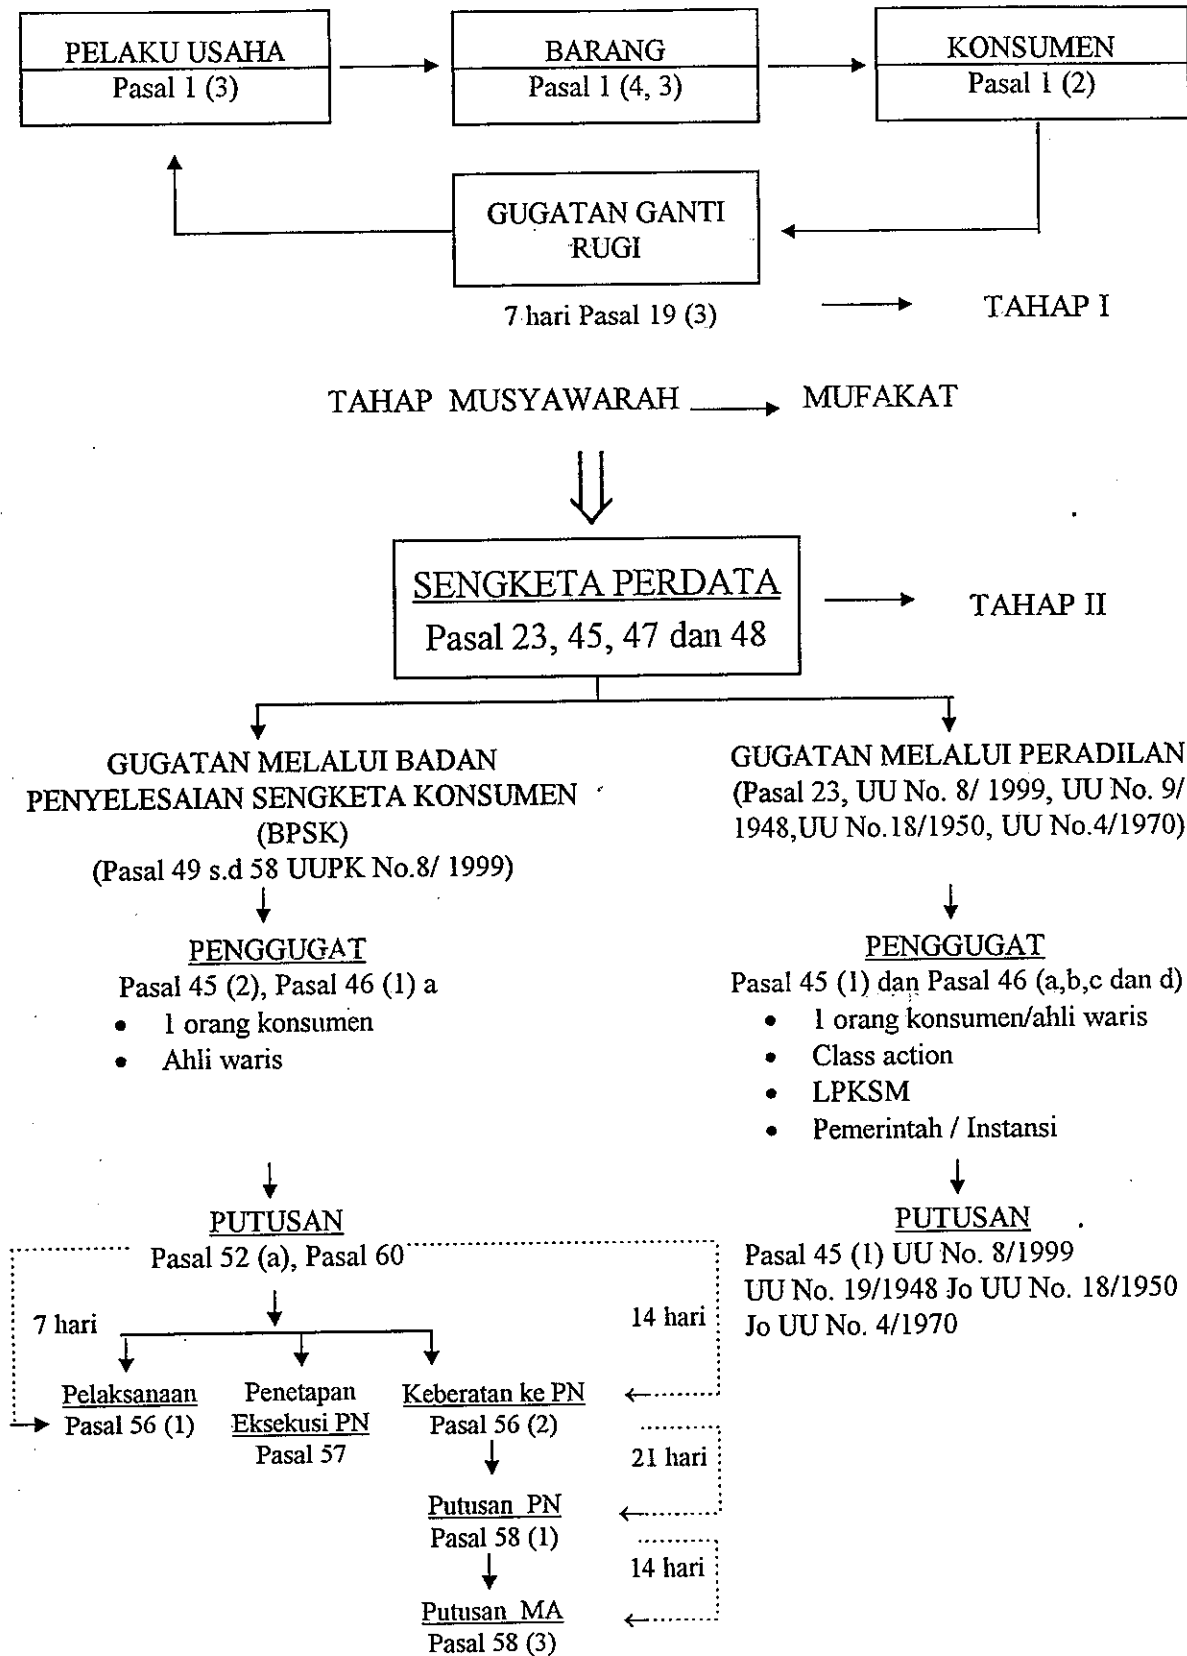 PELAKU USAHA
Pasal 1 (3)
BARANG
Pasal 1 (4, 3)
KONSUMEN
Pasal 1 (2)
GUGATAN GANTI
RUGI
7 hari Pasal 19 (3)
TAHAP I
TAHAP MUSYAWARAH
MUFAKAT
SENGKETA PERDATA
Pasal 23, 45, 47 dan 48
TAHAP II
GUGATAN MELALUI BADAN
PENYELESAIAN SENGKETA KONSUMEN
(BPSK)
(Pasal 49 s.d 58 UUPK No.8/ 1999)
PENGGUGAT
Pasal 45 (2), Pasal 46 (1) a
• 1 orang konsumen
• Ahli waris
PUTUSAN
Pasal 52 (a), Pasal 60
7 hari
14 hari
Pelaksanaan
Pasal 56 (1)
Penetapan
Eksekusi PN
Pasal 57
Keberatan ke PN
Pasal 56 (2)
21 hari
Putusan PN
Pasal 58 (1)
14 hari
Putusan MA
Pasal 58 (3)
GUGATAN MELALUI PERADILAN
(Pasal 23, UU No. 8/ 1999, UU No. 9/
1948,UU No.18/1950, UU No.4/1970)
PENGGUGAT
Pasal 45 (1) dan Pasal 46 (a,b,c dan d)
• 1 orang konsumen/ahli waris
• Class action
• LPKSM
• Pemerintah / Instansi
PUTUSAN
Pasal 45 (1) UU No. 8/1999
UU No. 19/1948 Jo UU No. 18/1950
Jo UU No. 4/1970